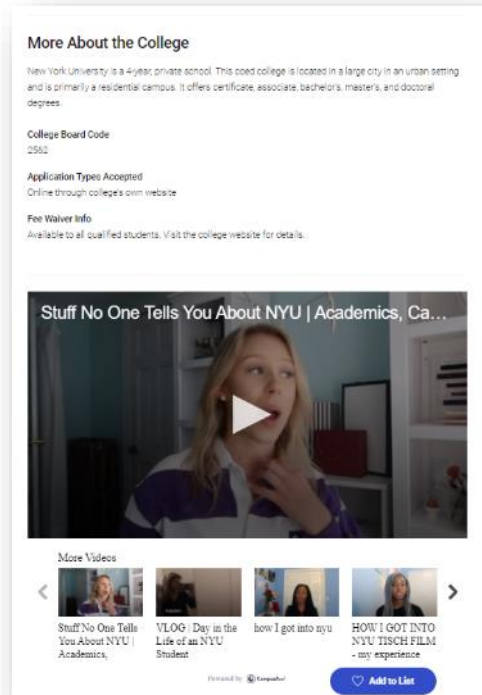 More About the College
New York University is a 4-year, private school. This coed college is located in a large city in an urban setting
and is primarily a residential campus. It offers certificate, associate, bachelor's, master's, and doctoral
degrees.
College Board Code
2562
Application Types Accepted
Online through college's own website
Fee Waiver Info
Available to all qualified students. Visit the college website for details.
Stuff No One Tells You About NYU | Academics, Ca...
More Videos
Stuff No One Tells
You About NYU |
Academics,
VLOG | Day in the
Life of an NYU
Student
how I got into nyu
HOW I GOT INTO
NYU TISCH FILM
- my experience
Powered by CampusReel
Add to List